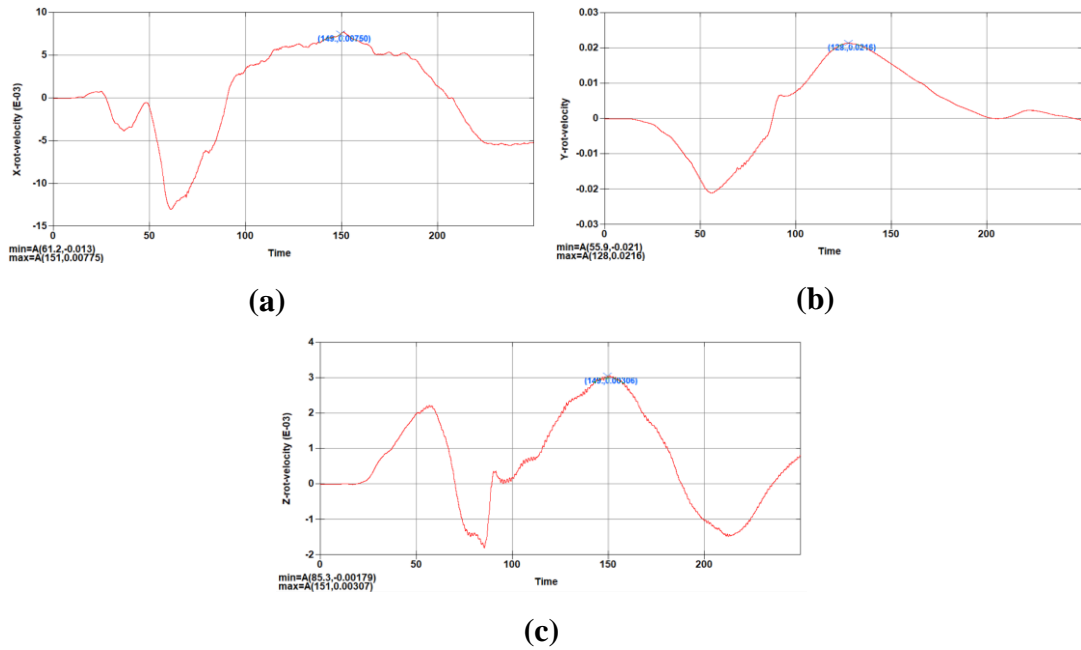 X-rot-velocity (E-03)
10
5
0
-5
-10
-15
(149, 0.00750)
0
50
100
150
200
Time
min=A(61.2,-0.013)
max=A(151,0.00775)
(a)
Y-rot-velocity
0.03
0.02
0.01
0
-0.01
-0.02
-0.03
(128, 0.0216)
0
50
100
150
200
Time
min=A(55.9,-0.021)
max=A(128,0.0216)
(b)
Z-rot-velocity (E-03)
4
3
2
1
0
-1
-2
(149, 0.00306)
0
50
100
150
200
Time
min=A(85.3,-0.00179)
max=A(151,0.00307)
(c)